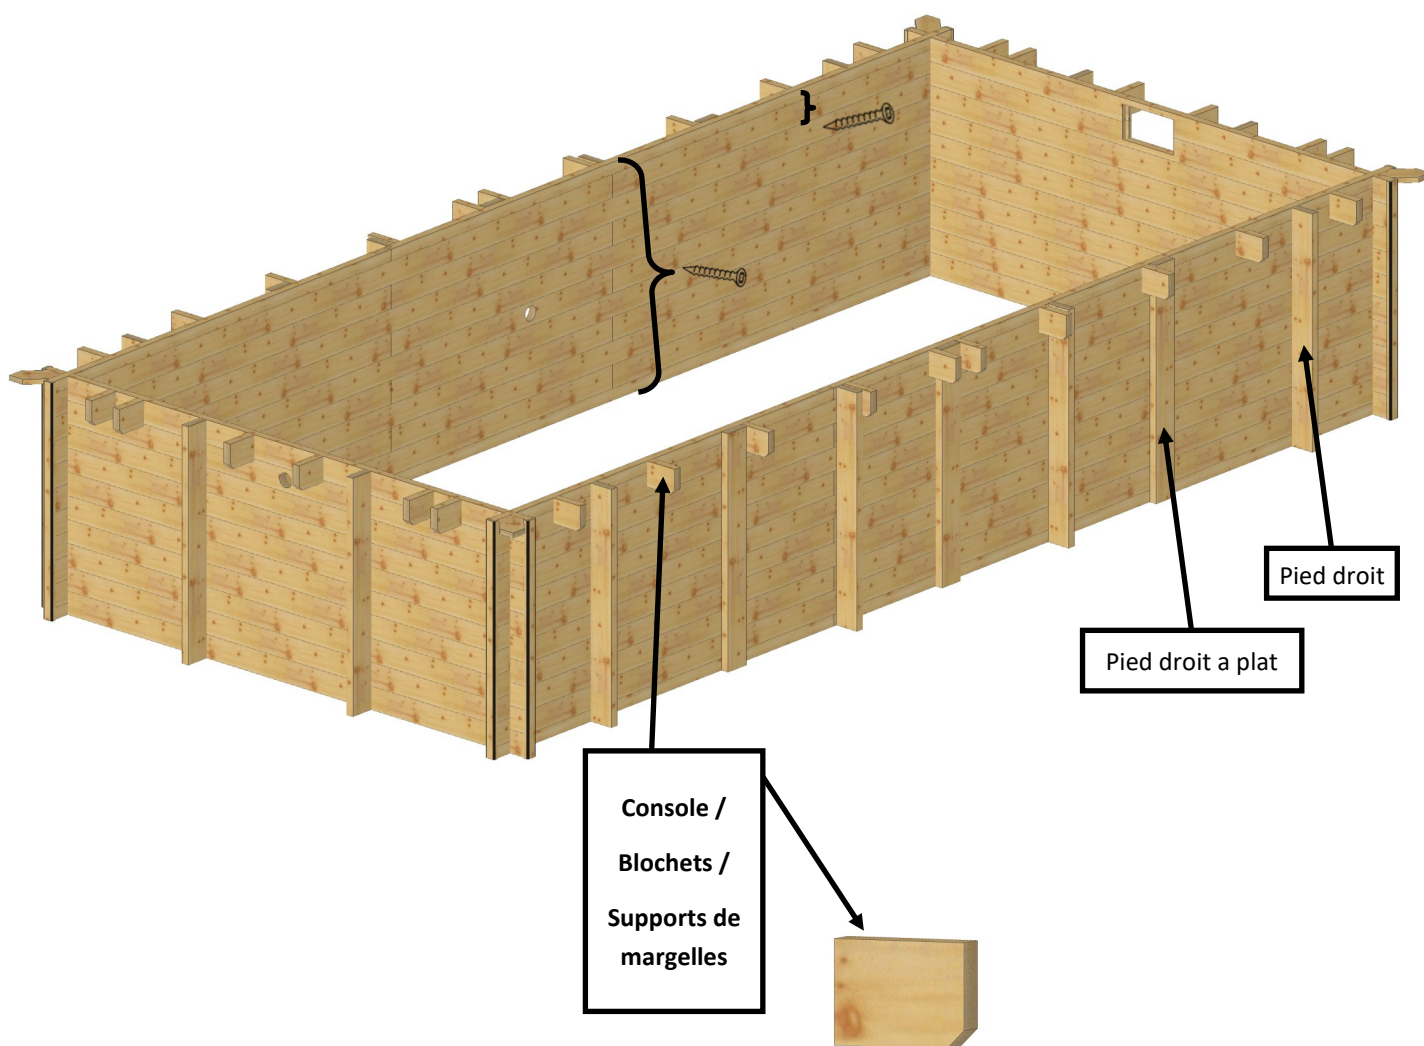 Pied droit
Pied droit a plat
Console /
Blochets /
Supports de
margelles